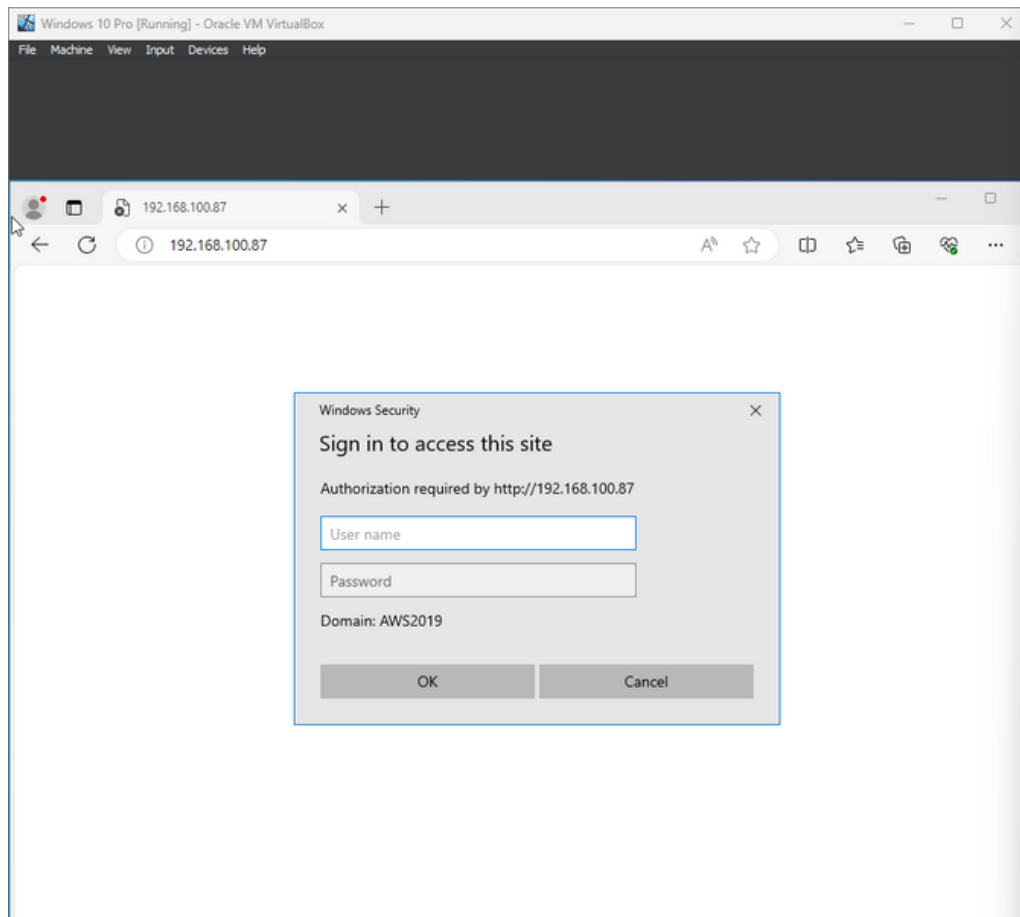 Windows 10 Pro [Running] - Oracle VM VirtualBox
File Machine View Input Devices Help
192.168.100.87
192.168.100.87
Windows Security
Sign in to access this site
Authorization required by http://192.168.100.87
User name
Password
Domain: AWS2019
OK Cancel